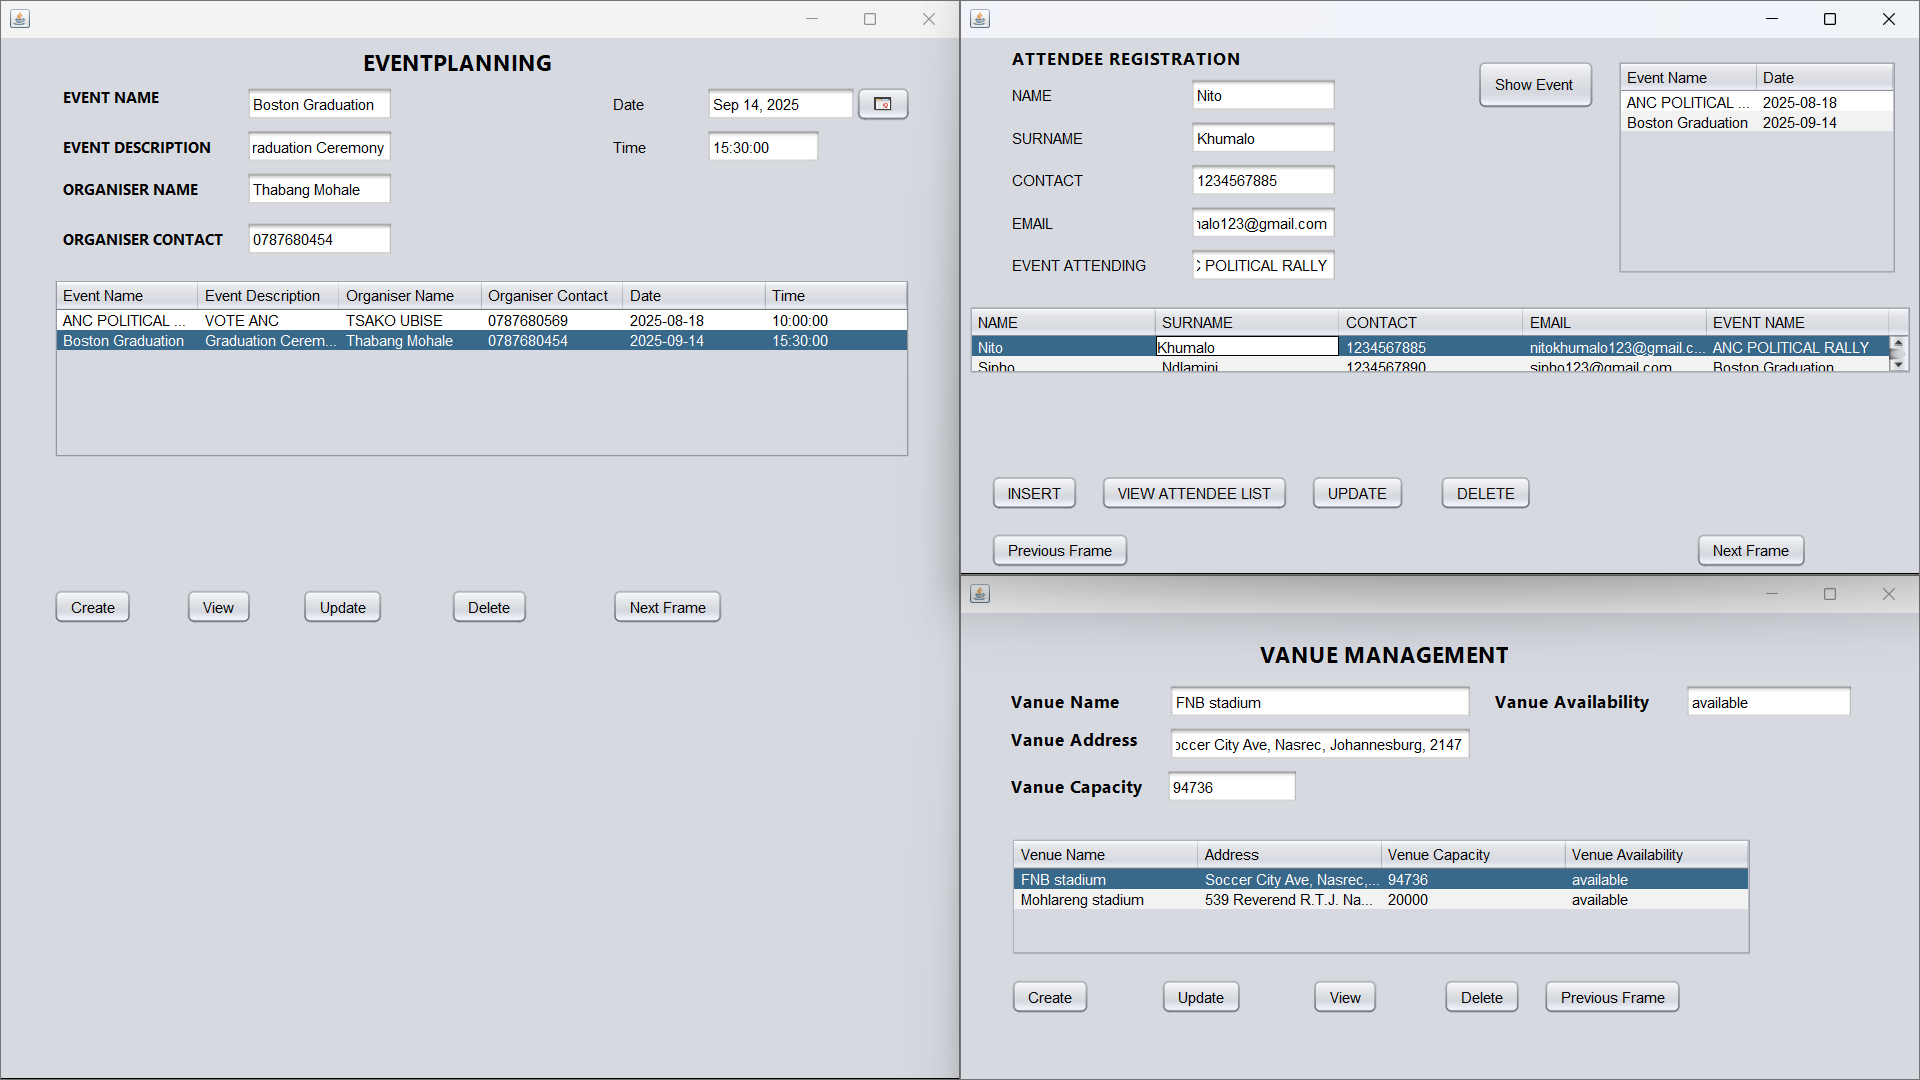 EVENTPLANNING
EVENT NAME Boston Graduation Date Sep 14, 2025
EVENT DESCRIPTION raduation Ceremony Time 15:30:00
ORGANISER NAME Thabang Mohale
ORGANISER CONTACT 0787680454
Event Name Event Description Organiser Name Organiser Contact Date Time
ANC POLITICAL ... VOTE ANC TSAKO UBISE 0787680569 2025-08-18 10:00:00
Boston Graduation Graduation Cerem... Thabang Mohale 0787680454 2025-09-14 15:30:00
Create View Update Delete Next Frame
ATTENDEE REGISTRATION
NAME Nito
SURNAME Khumalo
CONTACT 1234567885
EMAIL nalo123@gmail.com
EVENT ATTENDING C POLITICAL RALLY
Show Event
Event Name Date
ANC POLITICAL ... 2025-08-18
Boston Graduation 2025-09-14
NAME SURNAME CONTACT EMAIL EVENT NAME
Nito Khumalo 1234567885 nitokhumalo123@gmail.c... ANC POLITICAL RALLY
Sipho Ndlamini 1234567890 sipho123@gmail.com Boston Graduation
INSERT VIEW ATTENDEE LIST UPDATE DELETE
Previous Frame Next Frame
VANUE MANAGEMENT
Vanue Name FNB stadium Vanue Availability available
Vanue Address occer City Ave, Nasrec, Johannesburg, 2147
Vanue Capacity 94736
Venue Name Address Venue Capacity Venue Availability
FNB stadium Soccer City Ave, Nasrec,... 94736 available
Mohlareng stadium 539 Reverend R.T.J. Na... 20000 available
Create Update View Delete Previous Frame